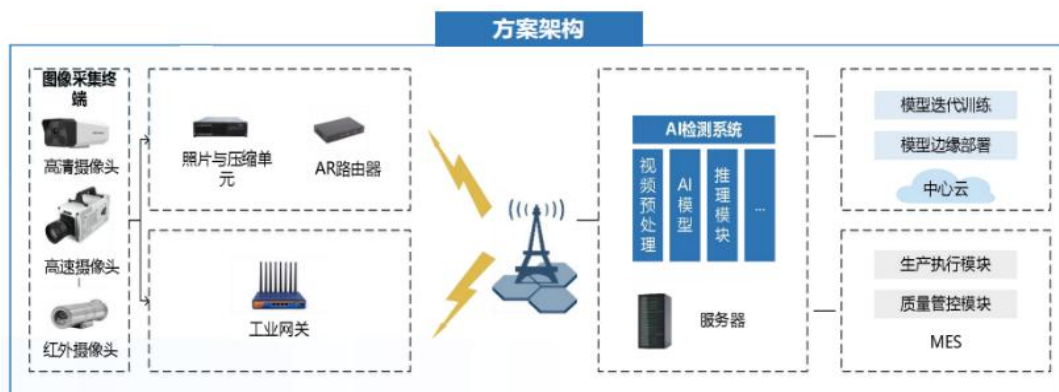 方案架构
图像采集终
端
高清摄像头
高速摄像头
红外摄像头
照片与压缩单
元
AR路由器
工业网关
AI检测系统
视频预处理
AI模型
推理模块
...
服务器
模型迭代训练
模型边缘部署
中心云
生产执行模块
质量管控模块
MES